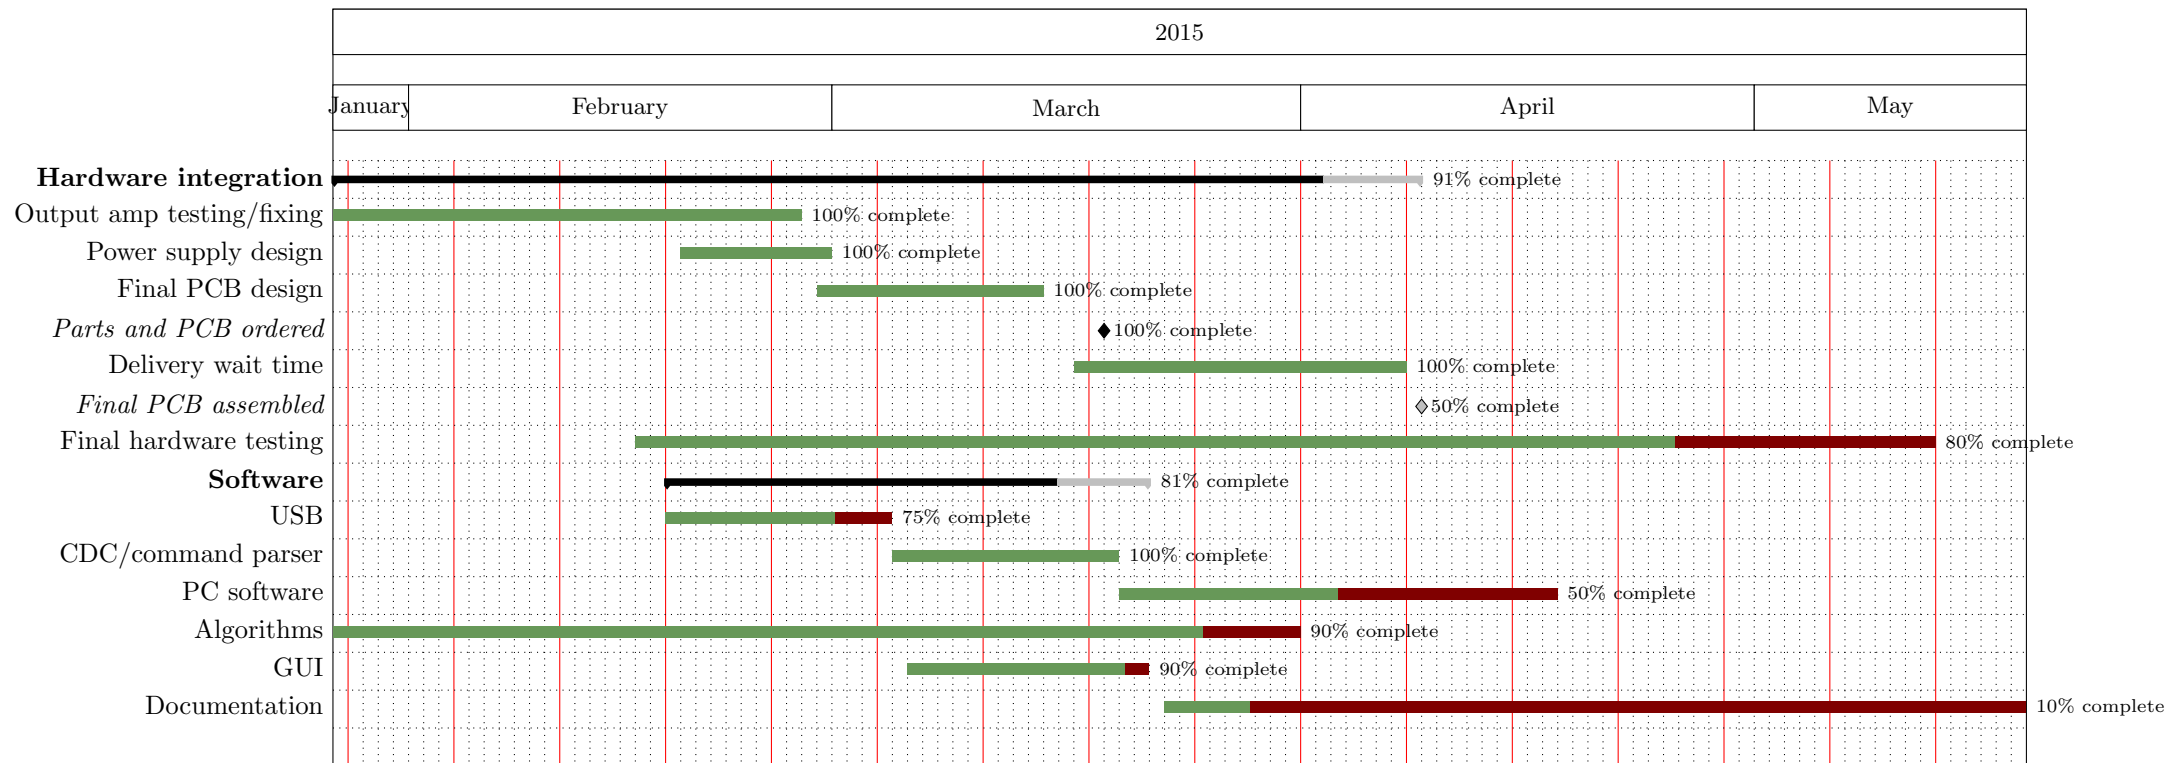 2015
January February March April May
Hardware integration 91% complete
Output amp testing/fixing 100% complete
Power supply design 100% complete
Final PCB design 100% complete
Parts and PCB ordered 100% complete
Delivery wait time 100% complete
Final PCB assembled 50% complete
Final hardware testing 80% complete
Software 81% complete
USB 75% complete
CDC/command parser 100% complete
PC software 50% complete
Algorithms 90% complete
GUI 90% complete
Documentation 10% complete